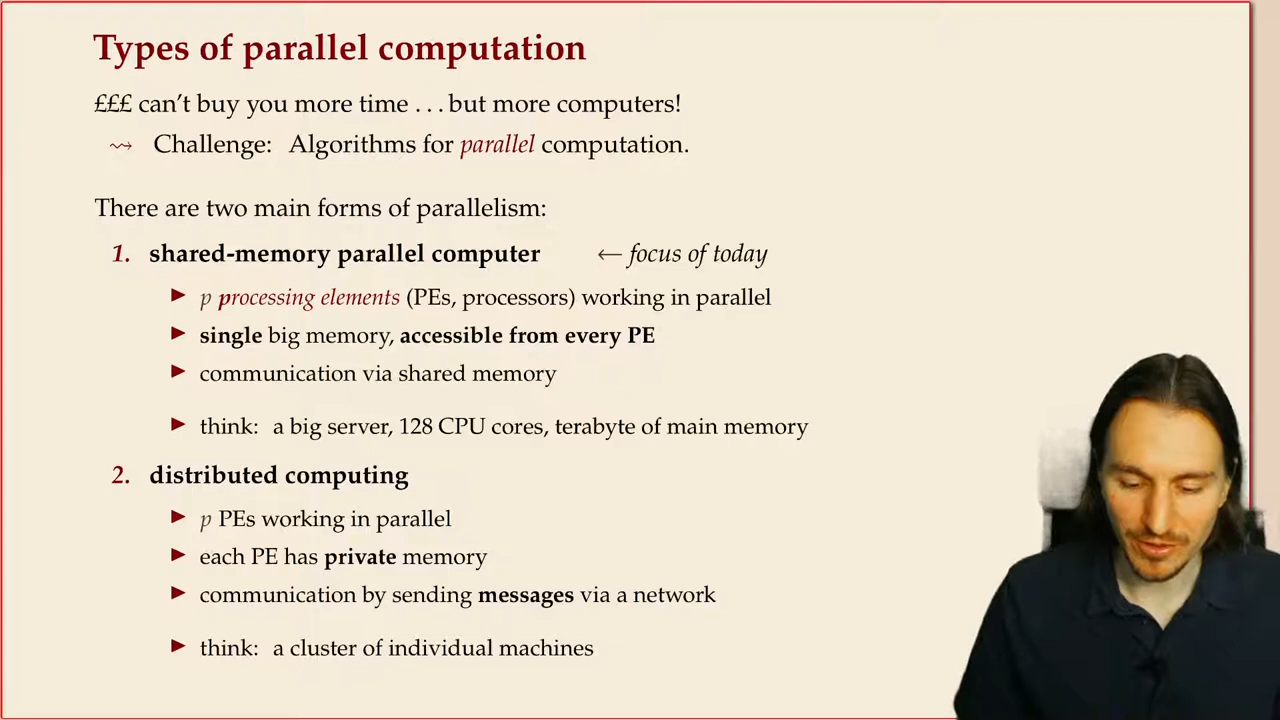 Types of parallel computation
£££ can't buy you more time . . . but more computers!
⇝ Challenge: Algorithms for parallel computation.
There are two main forms of parallelism:
1. shared-memory parallel computer ← focus of today
▶ p processing elements (PEs, processors) working in parallel
▶ single big memory, accessible from every PE
▶ communication via shared memory
▶ think: a big server, 128 CPU cores, terabyte of main memory
2. distributed computing
▶ p PEs working in parallel
▶ each PE has private memory
▶ communication by sending messages via a network
▶ think: a cluster of individual machines